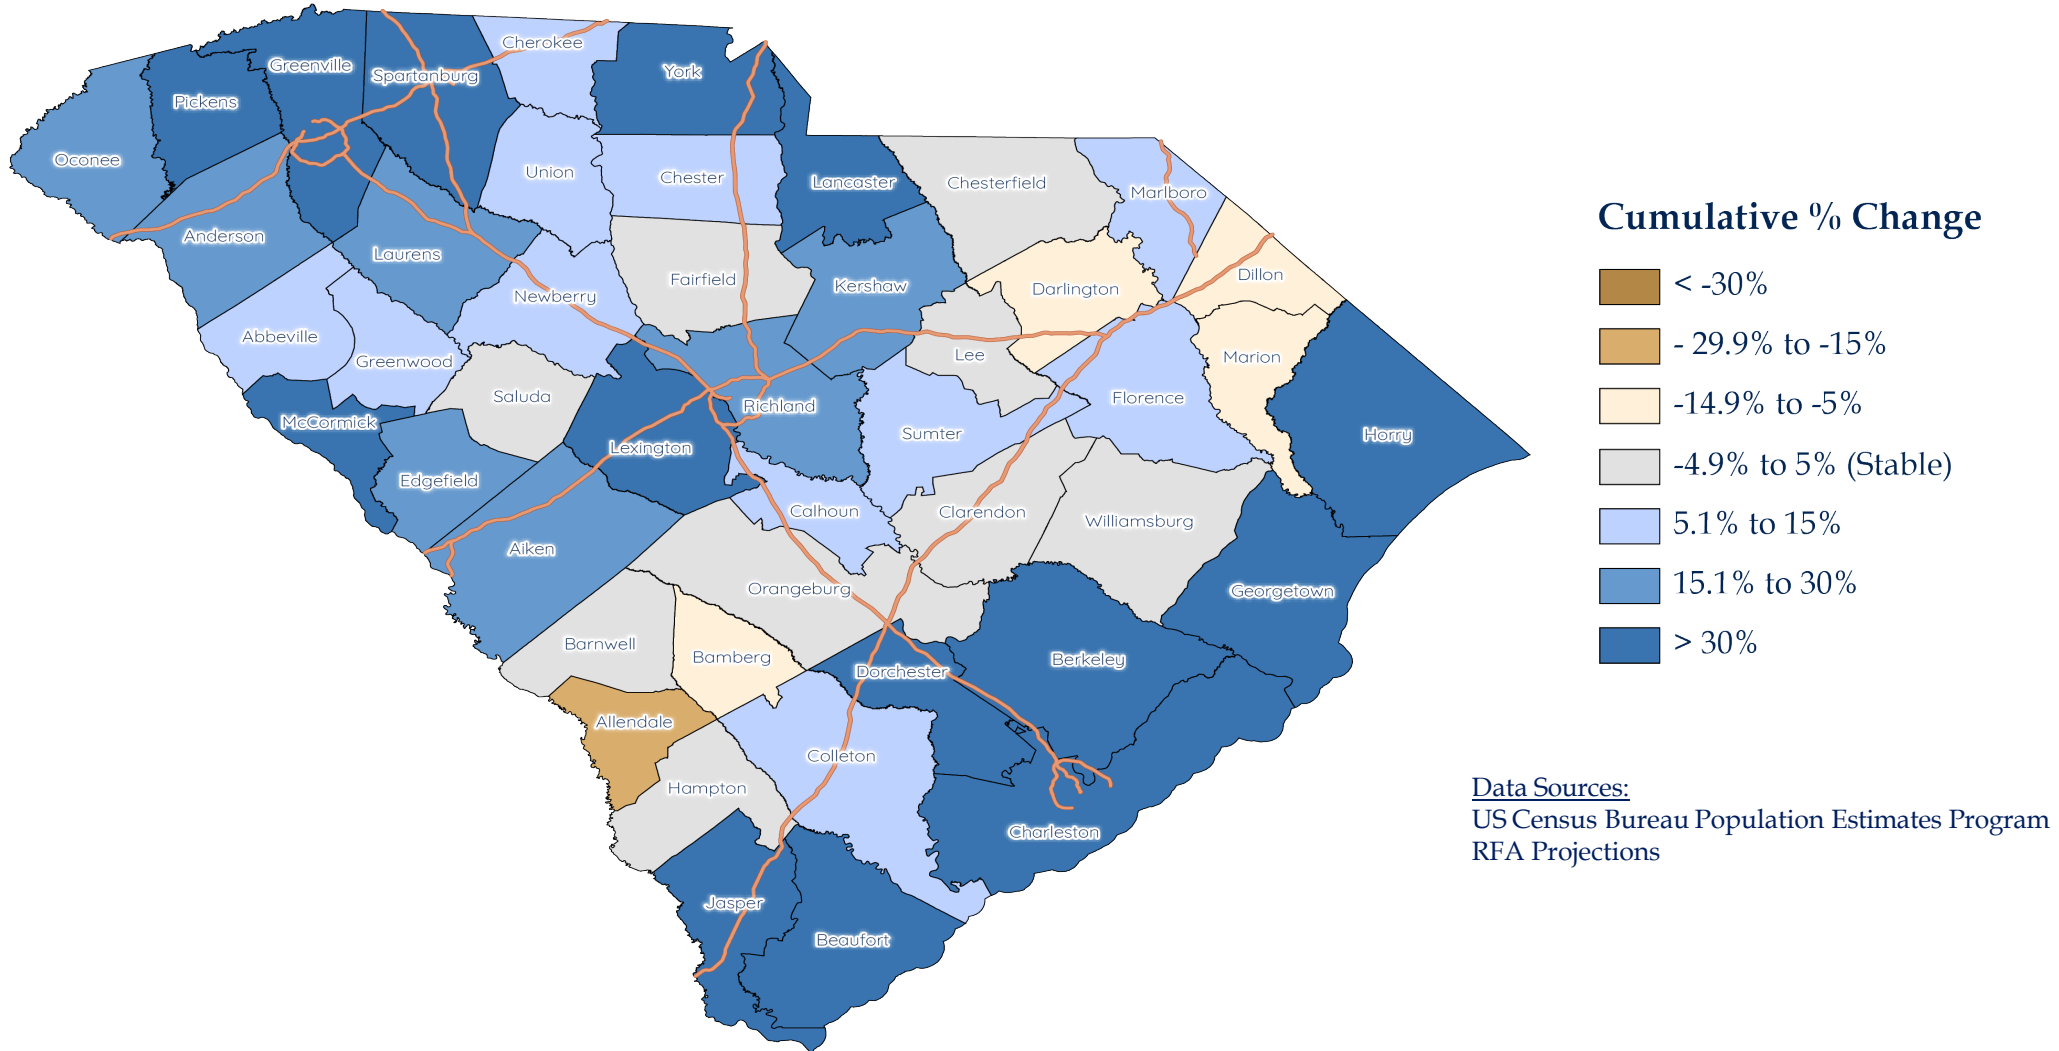 Cherokee
Greenville
York
Spartanburg
Pickens
Oconee
Union
Chester
Lancaster
Chesterfield
Marlboro
Anderson
Laurens
Dillon
Fairfield
Kershaw
Darlington
Newberry
Abbeville
Greenwood
Lee
Marion
Saluda
Richland
Florence
McCormick
Sumter
Horry
Lexington
Edgefield
Calhoun
Clarendon
Williamsburg
Aiken
Orangeburg
Georgetown
Barnwell
Bamberg
Dorchester
Berkeley
Allendale
Colleton
Hampton
Charleston
Jasper
Beaufort
Cumulative % Change
< -30%
- 29.9% to -15%
-14.9% to -5%
-4.9% to 5% (Stable)
5.1% to 15%
15.1% to 30%
> 30%
Data Sources:
US Census Bureau Population Estimates Program
RFA Projections